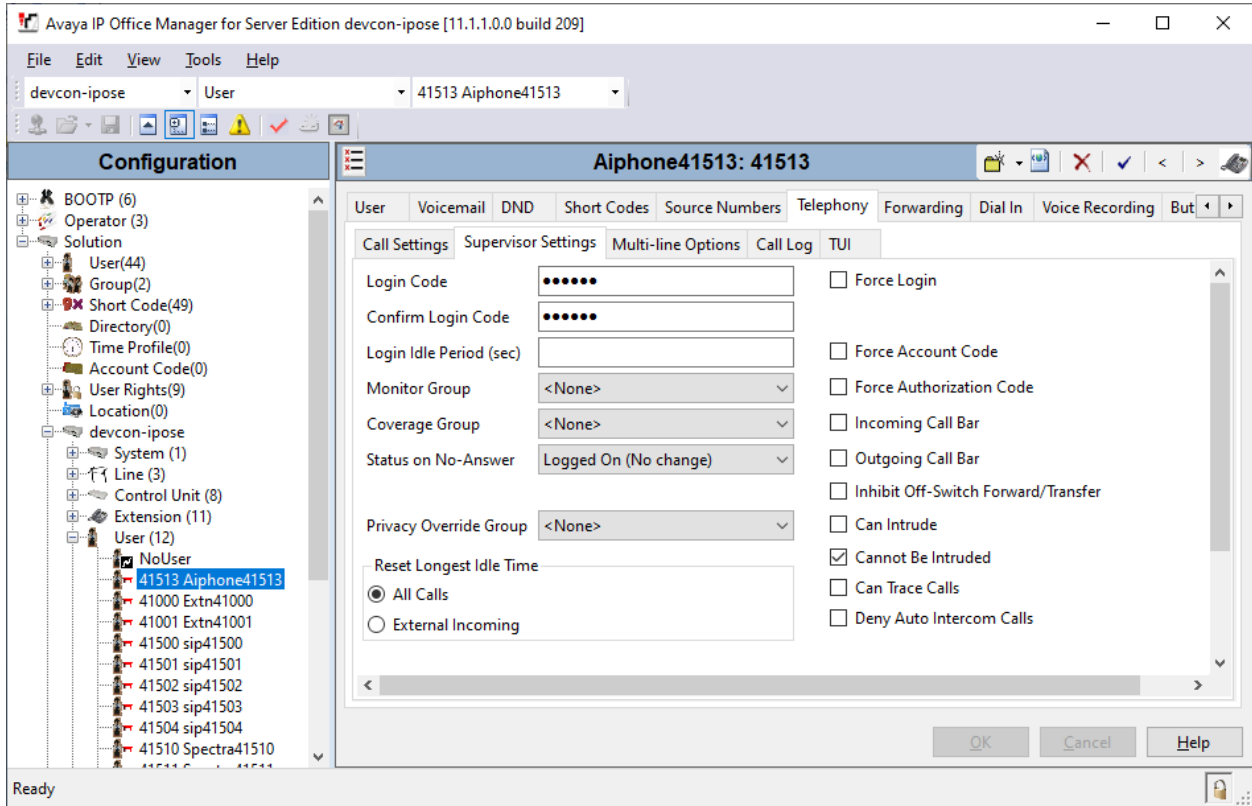 Avaya IP Office Manager for Server Edition devcon-ipose [11.1.1.0.0 build 209]
File Edit View Tools Help
devcon-ipose User 41513 Aiphone41513
Configuration
BOOTP (6)
Operator (3)
Solution
User(44)
Group(2)
Short Code(49)
Directory(0)
Time Profile(0)
Account Code(0)
User Rights(9)
Location(0)
devcon-ipose
System (1)
Line (3)
Control Unit (8)
Extension (11)
User (12)
NoUser
41513 Aiphone41513
41000 Extn41000
41001 Extn41001
41500 sip41500
41501 sip41501
41502 sip41502
41503 sip41503
41504 sip41504
41510 Spectra41510
Aiphone41513: 41513
User Voicemail DND Short Codes Source Numbers Telephony Forwarding Dial In Voice Recording But
Call Settings Supervisor Settings Multi-line Options Call Log TUI
Login Code ●●●●●● Force Login
Confirm Login Code ●●●●●●
Login Idle Period (sec) Force Account Code
Monitor Group <None> Force Authorization Code
Coverage Group <None> Incoming Call Bar
Status on No-Answer Logged On (No change) Outgoing Call Bar
Inhibit Off-Switch Forward/Transfer
Privacy Override Group <None> Can Intrude
Cannot Be Intruded
Reset Longest Idle Time
Can Trace Calls
All Calls
Deny Auto Intercom Calls
External Incoming
OK Cancel Help
Ready